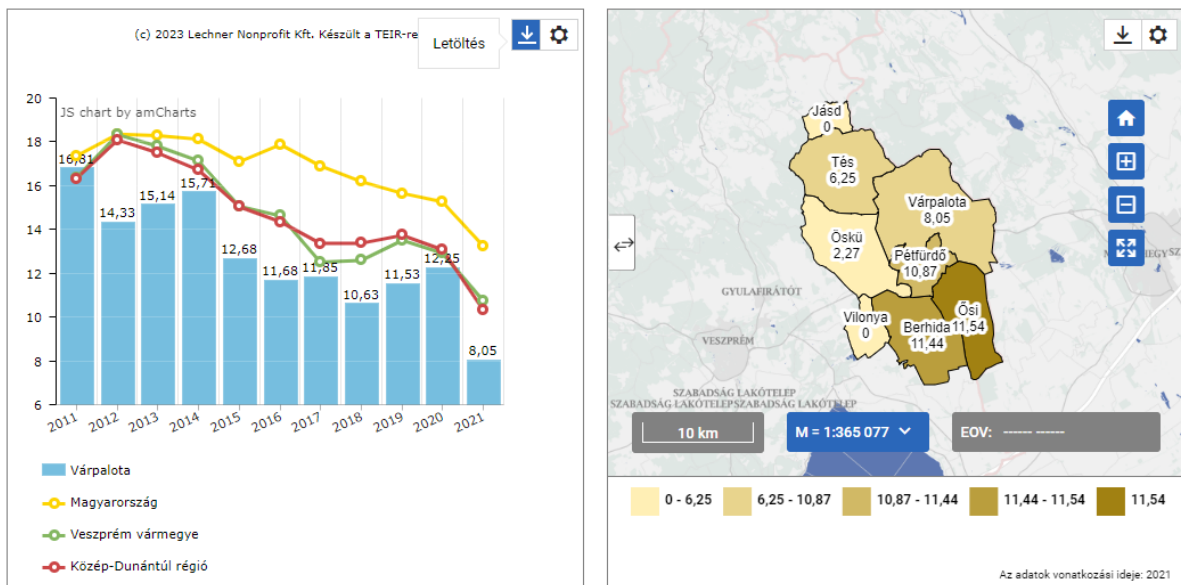 (c) 2023 Lechner Nonprofit Kft. Készült a TEIR-re
Letöltés
JS chart by amCharts
20
18
16
14
12
10
8
6
16,81
14,33
15,14
15,71
12,68
11,68
11,85
10,63
11,53
12,25
8,05
2011
2012
2013
2014
2015
2016
2017
2018
2019
2020
2021
Várpalota
Magyarország
Veszprém vármegye
Közép-Dunántúl régió
Jásd
0
Tés
6,25
Várpalota
8,05
Öskü
2,27
Pétfürdő
10,87
GYULAFIRÁTÓT
Vilonya
0
Berhida
11,44
Ősi
11,54
VESZPRÉM
SZABADSÁG LAKÓTELEP
SZABADSÁG LAKÓTELEPSZABADSÁG LAKÓTELEP
10 km
M = 1:365 077
EOV: ------ ------
0 - 6,25
6,25 - 10,87
10,87 - 11,44
11,44 - 11,54
11,54
Az adatok vonatkozási ideje: 2021